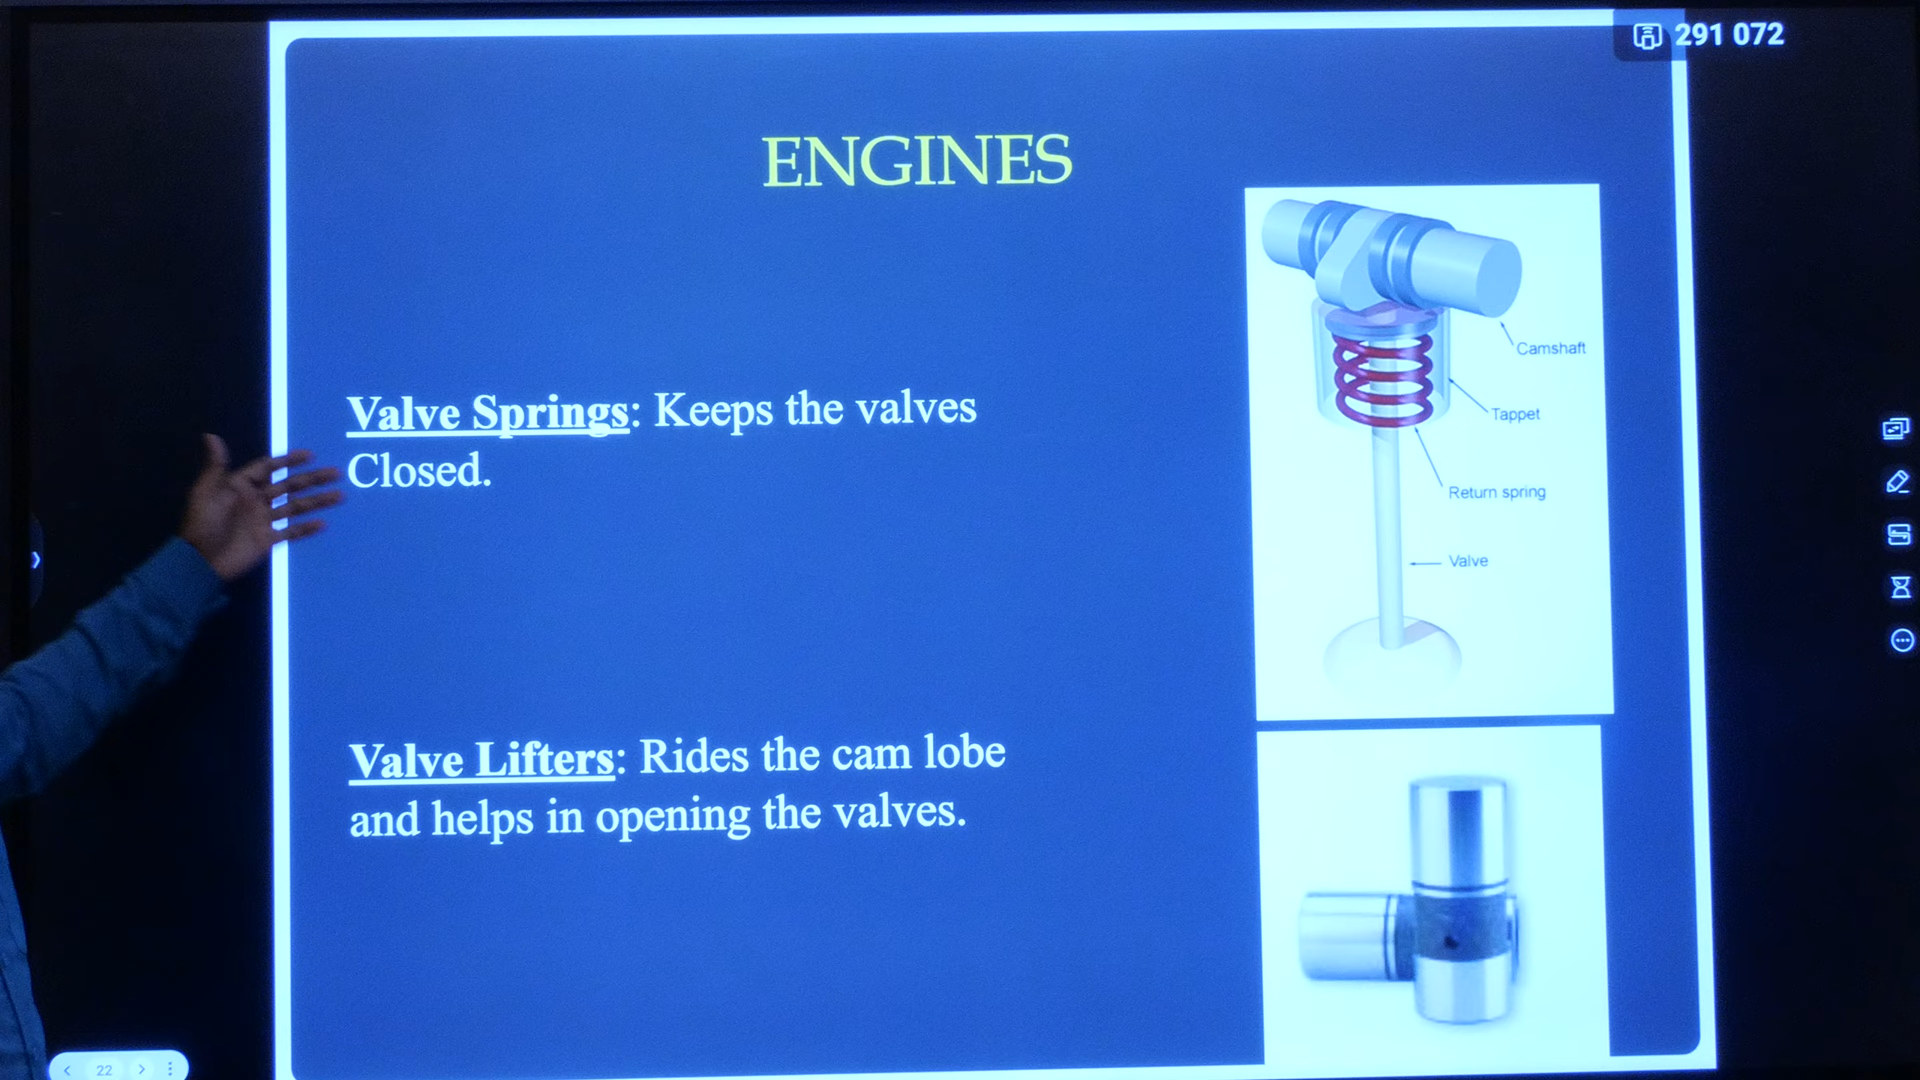 291 072
ENGINES
Valve Springs: Keeps the valves
Closed.
Camshaft
Tappet
Return spring
Valve
Valve Lifters: Rides the cam lobe
and helps in opening the valves.
22